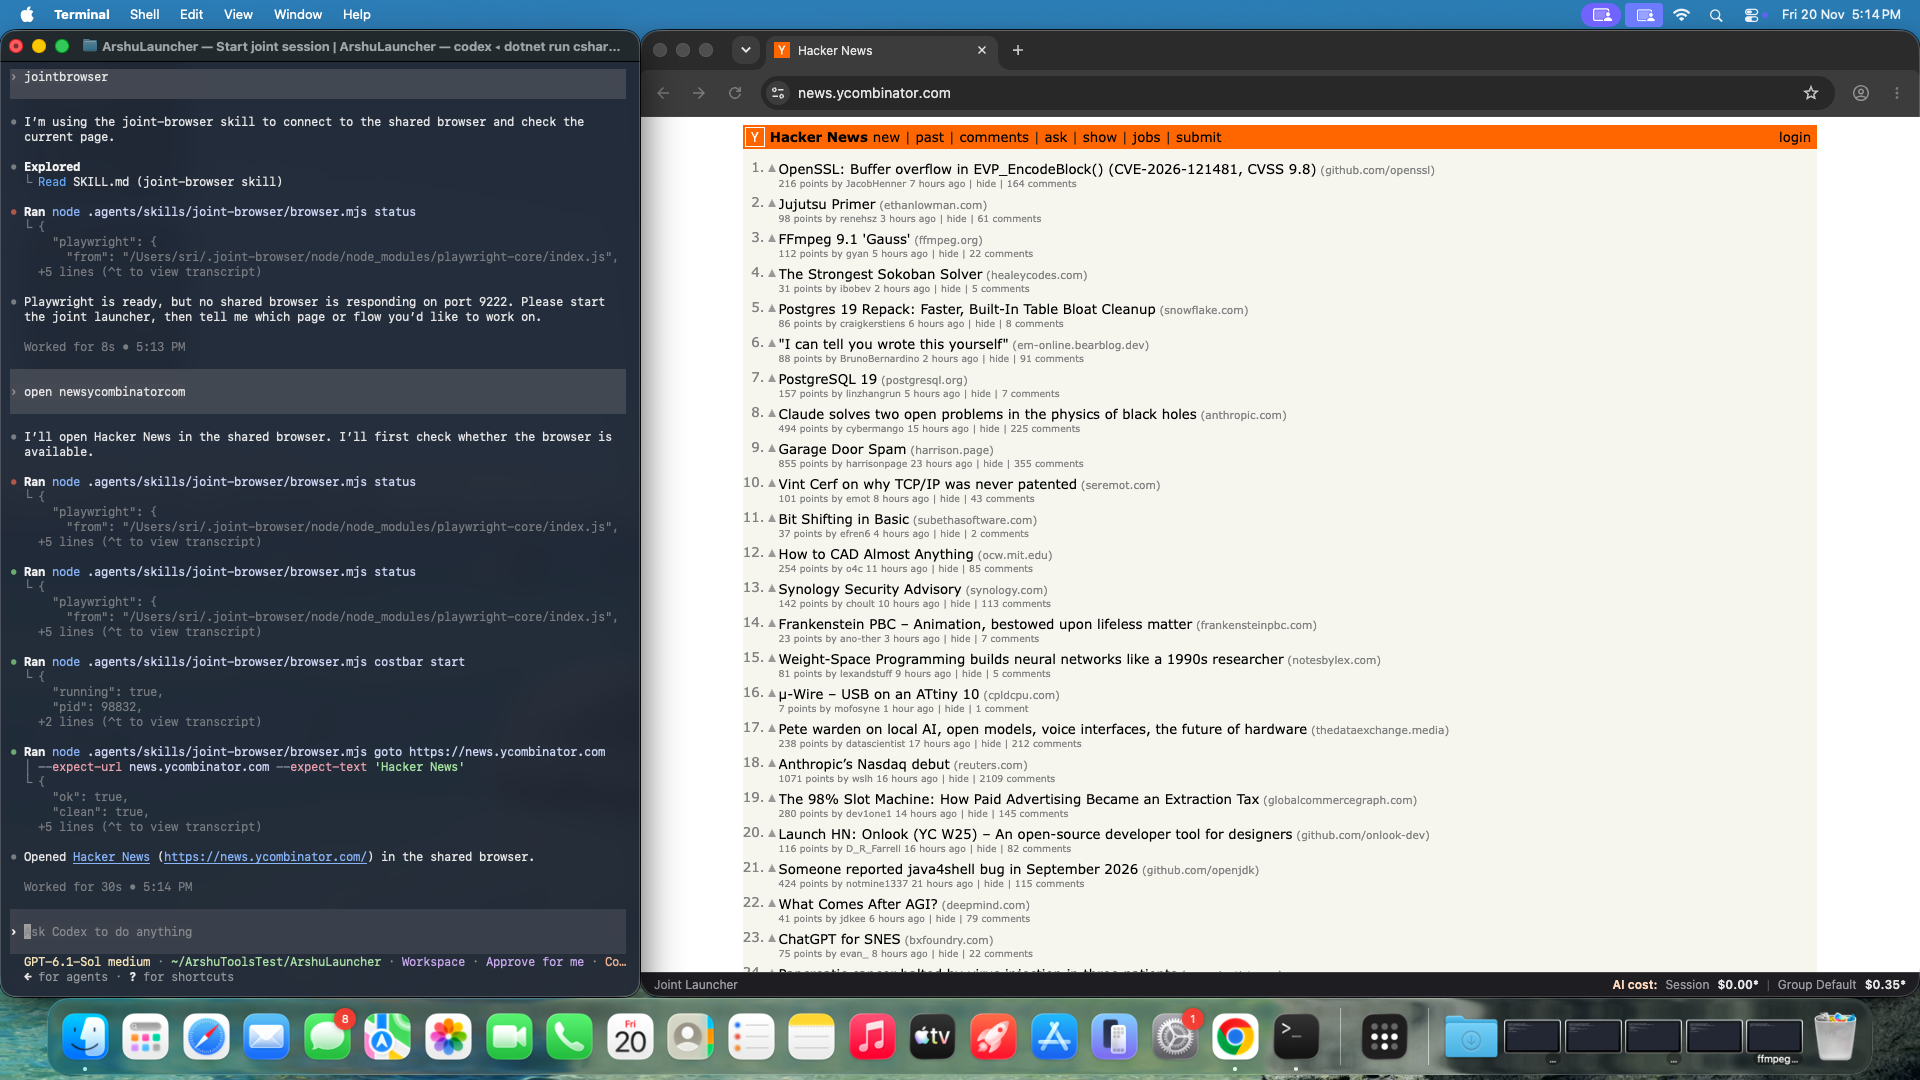 Terminal Shell Edit View Window Help
Fri 20 Nov 5:14 PM
ArshuLauncher — Start joint session | ArshuLauncher — codex ◂ dotnet run cshar...
› jointbrowser
• I'm using the joint-browser skill to connect to the shared browser and check the
current page.
• Explored
└ Read SKILL.md (joint-browser skill)
• Ran node .agents/skills/joint-browser/browser.mjs status
└ {
"playwright": {
"from": "/Users/sri/.joint-browser/node/node_modules/playwright-core/index.js",
+5 lines (^t to view transcript)
• Playwright is ready, but no shared browser is responding on port 9222. Please start
the joint launcher, then tell me which page or flow you'd like to work on.
Worked for 8s • 5:13 PM
› open newsycombinatorcom
• I'll open Hacker News in the shared browser. I'll first check whether the browser is
available.
• Ran node .agents/skills/joint-browser/browser.mjs status
└ {
"playwright": {
"from": "/Users/sri/.joint-browser/node/node_modules/playwright-core/index.js",
+5 lines (^t to view transcript)
• Ran node .agents/skills/joint-browser/browser.mjs status
└ {
"playwright": {
"from": "/Users/sri/.joint-browser/node/node_modules/playwright-core/index.js",
+5 lines (^t to view transcript)
• Ran node .agents/skills/joint-browser/browser.mjs costbar start
└ {
"running": true,
"pid": 98832,
+2 lines (^t to view transcript)
• Ran node .agents/skills/joint-browser/browser.mjs goto https://news.ycombinator.com
│ --expect-url news.ycombinator.com --expect-text 'Hacker News'
└ {
"ok": true,
"clean": true,
+5 lines (^t to view transcript)
• Opened Hacker News (https://news.ycombinator.com/) in the shared browser.
Worked for 30s • 5:14 PM
› Ask Codex to do anything
GPT-6.1-Sol medium · ~/ArshuToolsTest/ArshuLauncher · Workspace · Approve for me · Co…
← for agents · ? for shortcuts
Hacker News
news.ycombinator.com
Y Hacker News new | past | comments | ask | show | jobs | submit login
1. OpenSSL: Buffer overflow in EVP_EncodeBlock() (CVE-2026-121481, CVSS 9.8) (github.com/openssl)
216 points by JacobHenner 7 hours ago | hide | 164 comments
2. Jujutsu Primer (ethanlowman.com)
98 points by renehsz 3 hours ago | hide | 61 comments
3. FFmpeg 9.1 'Gauss' (ffmpeg.org)
112 points by gyan 5 hours ago | hide | 22 comments
4. The Strongest Sokoban Solver (healeycodes.com)
31 points by ibobev 2 hours ago | hide | 5 comments
5. Postgres 19 Repack: Faster, Built-In Table Bloat Cleanup (snowflake.com)
86 points by craigkerstiens 6 hours ago | hide | 8 comments
6. "I can tell you wrote this yourself" (em-online.bearblog.dev)
88 points by BrunoBernardino 2 hours ago | hide | 91 comments
7. PostgreSQL 19 (postgresql.org)
157 points by linzhangrun 5 hours ago | hide | 7 comments
8. Claude solves two open problems in the physics of black holes (anthropic.com)
494 points by cybermango 15 hours ago | hide | 225 comments
9. Garage Door Spam (harrison.page)
855 points by harrisonpage 23 hours ago | hide | 355 comments
10. Vint Cerf on why TCP/IP was never patented (seremot.com)
101 points by emot 8 hours ago | hide | 43 comments
11. Bit Shifting in Basic (subethasoftware.com)
37 points by efren6 4 hours ago | hide | 2 comments
12. How to CAD Almost Anything (ocw.mit.edu)
254 points by o4c 11 hours ago | hide | 85 comments
13. Synology Security Advisory (synology.com)
142 points by choult 10 hours ago | hide | 113 comments
14. Frankenstein PBC – Animation, bestowed upon lifeless matter (frankensteinpbc.com)
23 points by ano-ther 3 hours ago | hide | 7 comments
15. Weight-Space Programming builds neural networks like a 1990s researcher (notesbylex.com)
81 points by lexandstuff 9 hours ago | hide | 5 comments
16. µ-Wire – USB on an ATtiny 10 (cpldcpu.com)
7 points by mofosyne 1 hour ago | hide | 1 comment
17. Pete warden on local AI, open models, voice interfaces, the future of hardware (thedataexchange.media)
238 points by datascientist 17 hours ago | hide | 212 comments
18. Anthropic's Nasdaq debut (reuters.com)
1071 points by wslh 16 hours ago | hide | 2109 comments
19. The 98% Slot Machine: How Paid Advertising Became an Extraction Tax (globalcommercegraph.com)
280 points by dev1one1 14 hours ago | hide | 145 comments
20. Launch HN: Onlook (YC W25) – An open-source developer tool for designers (github.com/onlook-dev)
116 points by D_R_Farrell 16 hours ago | hide | 82 comments
21. Someone reported java4shell bug in September 2026 (github.com/openjdk)
424 points by notmine1337 21 hours ago | hide | 115 comments
22. What Comes After AGI? (deepmind.com)
41 points by jdkee 6 hours ago | hide | 79 comments
23. ChatGPT for SNES (bxfoundry.com)
75 points by evan_ 8 hours ago | hide | 22 comments
Joint Launcher AI cost: Session $0.00* | Group Default $0.35*
8
Fri
20
tv
1
ffmpeg...